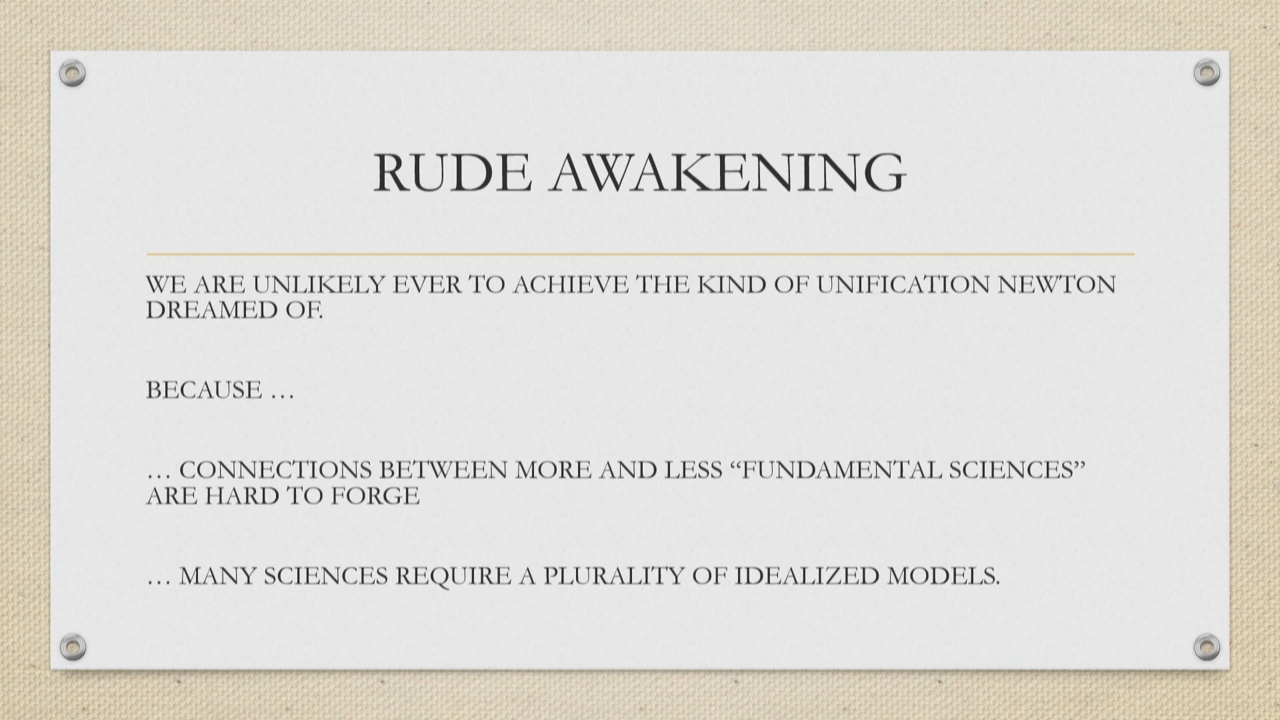 RUDE AWAKENING
WE ARE UNLIKELY EVER TO ACHIEVE THE KIND OF UNIFICATION NEWTON
DREAMED OF.
BECAUSE …
… CONNECTIONS BETWEEN MORE AND LESS “FUNDAMENTAL SCIENCES”
ARE HARD TO FORGE
… MANY SCIENCES REQUIRE A PLURALITY OF IDEALIZED MODELS.